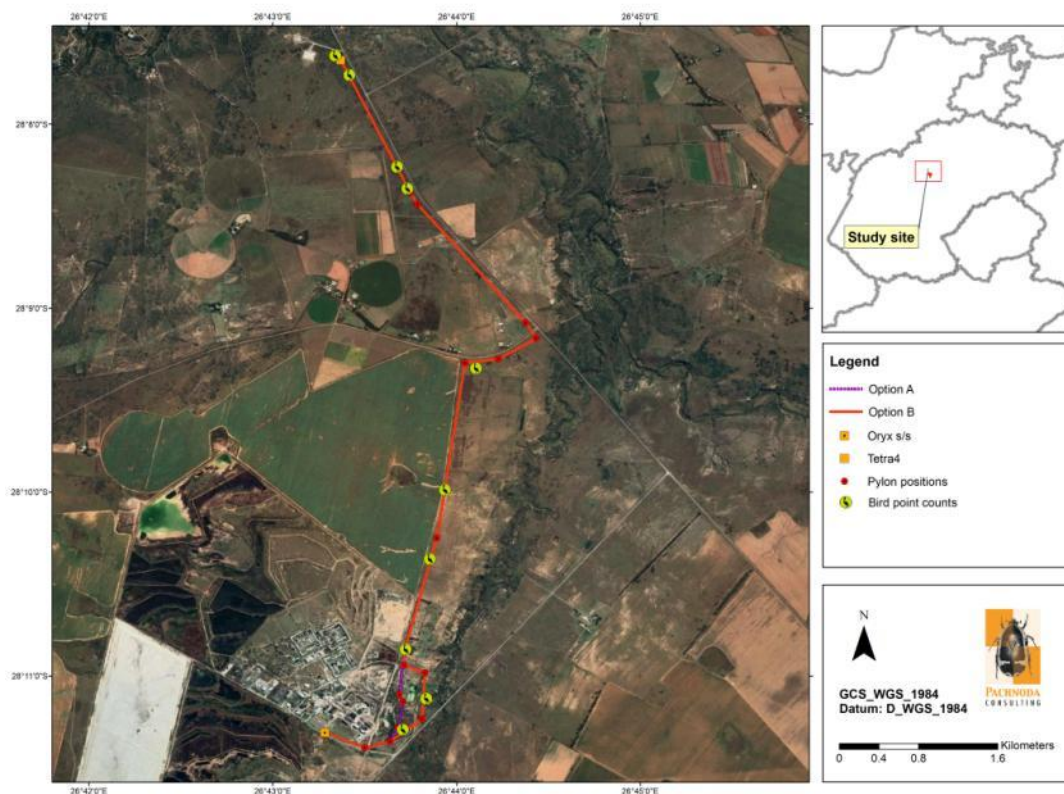 26°42'0"E
26°43'0"E
26°44'0"E
26°45'0"E
28°8'0"S
28°9'0"S
28°10'0"S
28°11'0"S
26°42'0"E
26°43'0"E
26°44'0"E
26°45'0"E
Study site
Legend
Option A
Option B
Oryx s/s
Tetra4
Pylon positions
Bird point counts
N
GCS_WGS_1984
Datum: D_WGS_1984
PACHNODA
CONSULTING
Kilometers
0 0.4 0.8 1.6